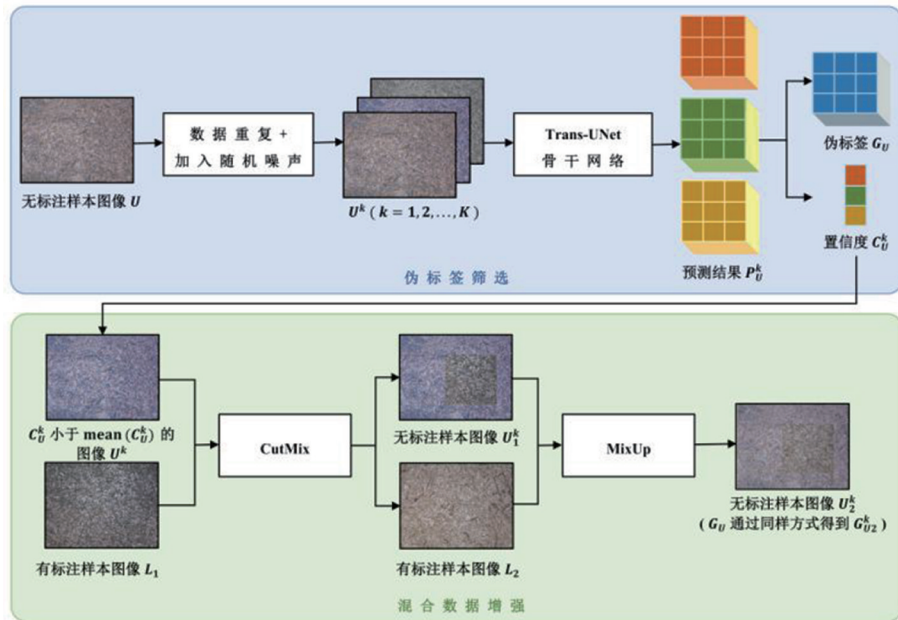 数据重复+
加入随机噪声
Trans-UNet
骨干网络
无标注样本图像 U
U^k ( k = 1, 2, ..., K )
预测结果 P_U^k
伪标签 G_U
置信度 C_U^k
伪标签筛选
C_U^k 小于 mean (C_U^k) 的
图像 U^k
CutMix
无标注样本图像 U_1^k
MixUp
无标注样本图像 U_2^k
( G_U 通过同样方式得到 G_{U2}^k )
有标注样本图像 L_1
有标注样本图像 L_2
混合数据增强